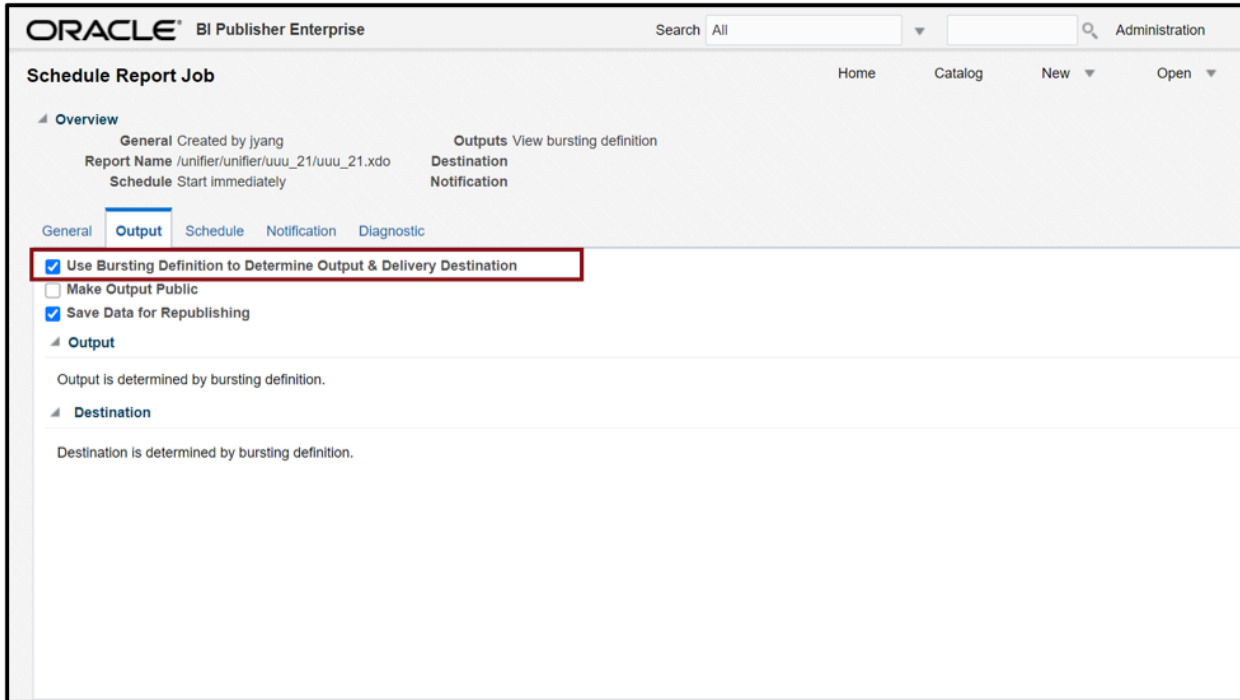 ORACLE BI Publisher Enterprise Search All Administration
Schedule Report Job Home Catalog New Open
Overview
General Created by jyang Outputs View bursting definition
Report Name /unifier/unifier/uuu_21/uuu_21.xdo Destination
Schedule Start immediately Notification
General Output Schedule Notification Diagnostic
Use Bursting Definition to Determine Output & Delivery Destination
Make Output Public
Save Data for Republishing
Output
Output is determined by bursting definition.
Destination
Destination is determined by bursting definition.